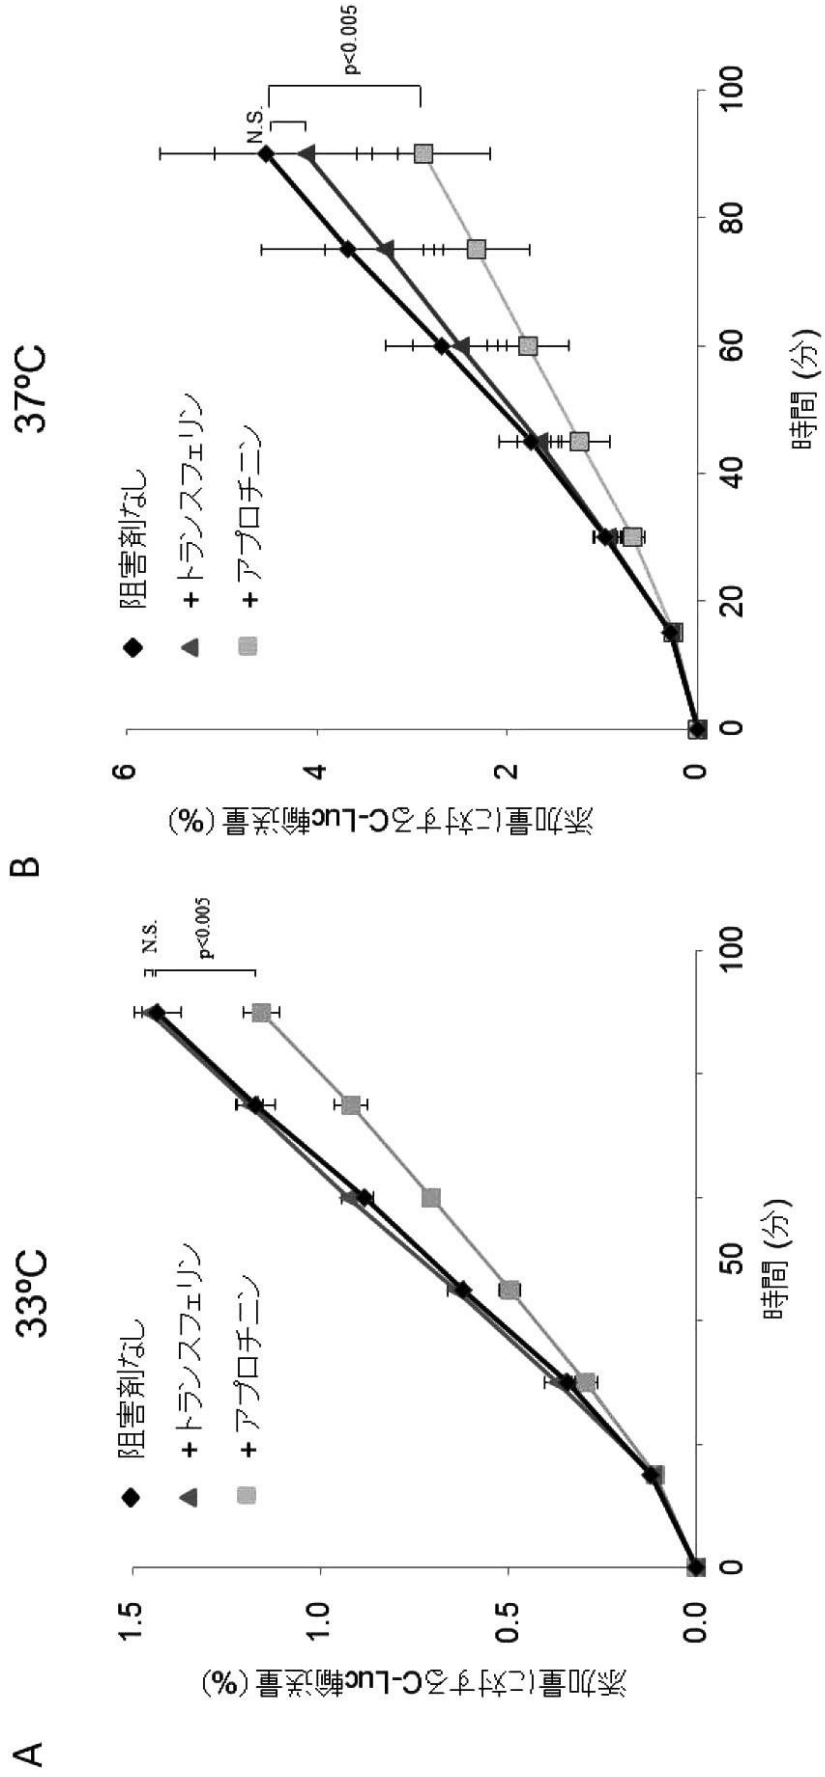 A
33ºC
添加量に対するC-Luc輸送量 (%)
1.5
1.0
0.5
0.0
阻害剤なし
+トランスフェリン
+ アプロチニン
N.S.
p<0.005
0
50
100
時間 (分)
B
37ºC
添加量に対するC-Luc輸送量 (%)
6
4
2
0
阻害剤なし
+トランスフェリン
+ アプロチニン
N.S.
p<0.005
0
20
40
60
80
100
時間 (分)